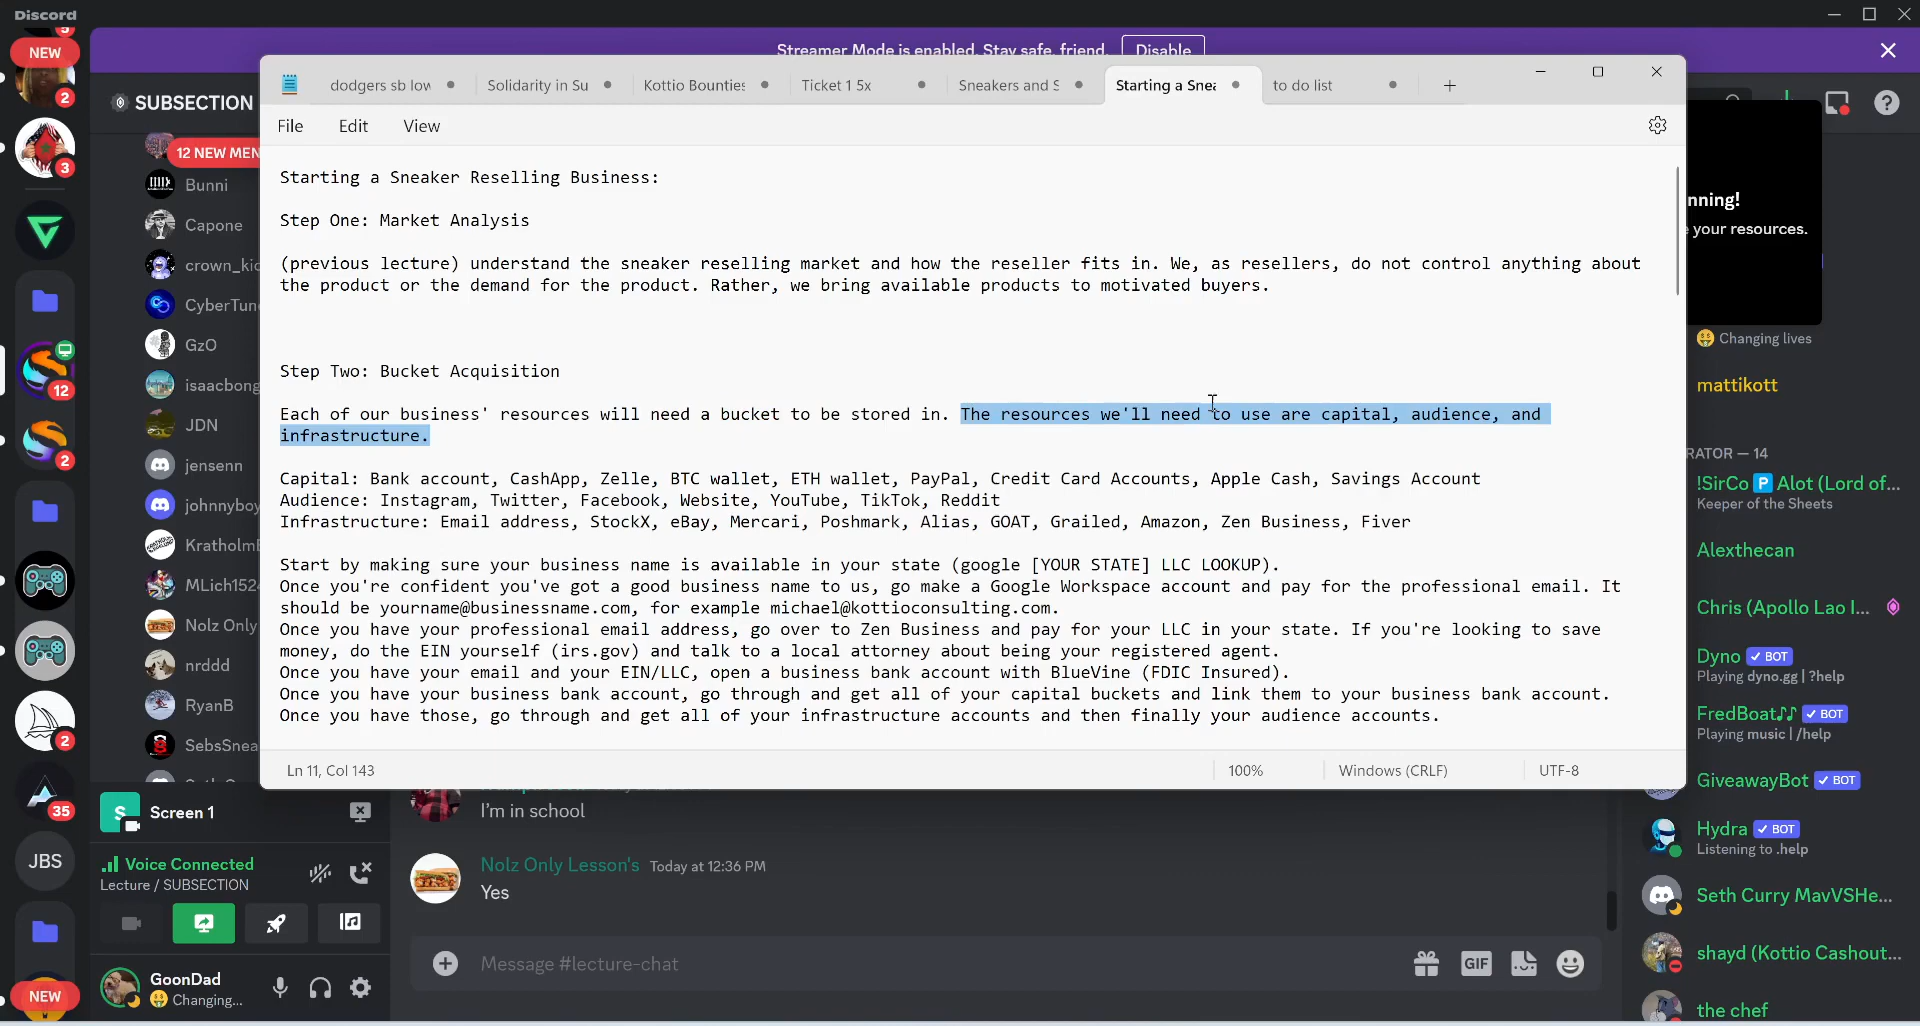 Discord
5
NEW
2
3
12
2
2
35
JBS
NEW
Streamer Mode is enabled. Stay safe, friend.
Disable
SUBSECTION
12 NEW MEN
Bunni
Capone
crown_kic
CyberTun
GzO
isaacbong
JDN
jensenn
johnnyboy
Kratholm
MLich152
Nolz Only
nrddd
RyanB
SebsSnea
Screen 1
Voice Connected
Lecture / SUBSECTION
GoonDad
Changing...
dodgers sb low
Solidarity in Su
Kottio Bounties
Ticket 1 5x
Sneakers and S
Starting a Snea
to do list
File
Edit
View
Starting a Sneaker Reselling Business:
Step One: Market Analysis
(previous lecture) understand the sneaker reselling market and how the reseller fits in. We, as resellers, do not control anything about
the product or the demand for the product. Rather, we bring available products to motivated buyers.
Step Two: Bucket Acquisition
Each of our business' resources will need a bucket to be stored in. The resources we'll need to use are capital, audience, and
infrastructure.
Capital: Bank account, CashApp, Zelle, BTC wallet, ETH wallet, PayPal, Credit Card Accounts, Apple Cash, Savings Account
Audience: Instagram, Twitter, Facebook, Website, YouTube, TikTok, Reddit
Infrastructure: Email address, StockX, eBay, Mercari, Poshmark, Alias, GOAT, Grailed, Amazon, Zen Business, Fiver
Start by making sure your business name is available in your state (google [YOUR STATE] LLC LOOKUP).
Once you're confident you've got a good business name to us, go make a Google Workspace account and pay for the professional email. It
should be yourname@businessname.com, for example michael@kottioconsulting.com.
Once you have your professional email address, go over to Zen Business and pay for your LLC in your state. If you're looking to save
money, do the EIN yourself (irs.gov) and talk to a local attorney about being your registered agent.
Once you have your email and your EIN/LLC, open a business bank account with BlueVine (FDIC Insured).
Once you have your business bank account, go through and get all of your capital buckets and link them to your business bank account.
Once you have those, go through and get all of your infrastructure accounts and then finally your audience accounts.
Ln 11, Col 143
100%
Windows (CRLF)
UTF-8
I'm in school
Nolz Only Lesson's Today at 12:36 PM
Yes
Message #lecture-chat
GIF
nning!
your resources.
Changing lives
mattikott
RATOR — 14
!SirCo P Alot (Lord of...
Keeper of the Sheets
Alexthecan
Chris (Apollo Lao I...
Dyno BOT
Playing dyno.gg | ?help
FredBoat♪♪ BOT
Playing music | /help
GiveawayBot BOT
Hydra BOT
Listening to .help
Seth Curry MavVSHe...
shayd (Kottio Cashout...
the chef